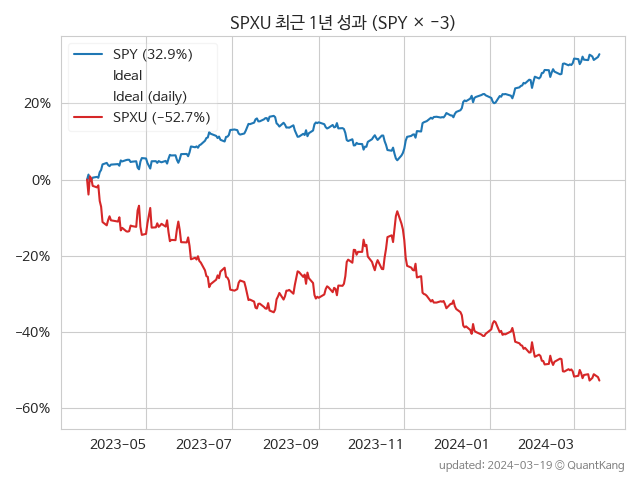 SPXU 최근 1년 성과 (SPY × −3)
SPY (32.9%)
Ideal
Ideal (daily)
SPXU (−52.7%)
20%
0%
−20%
−40%
−60%
2023-05 2023-07 2023-09 2023-11 2024-01 2024-03
updated: 2024-03-19 © QuantKang